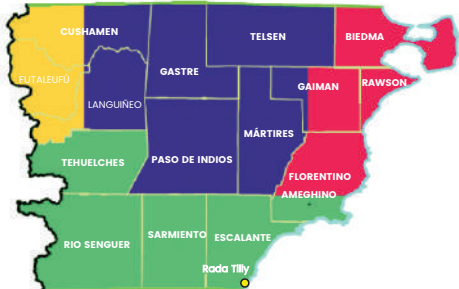 CUSHAMEN
TELSEN
BIEDMA
GASTRE
FUTALEUFÚ
GAIMAN
RAWSON
LANGUIÑEO
MÁRTIRES
TEHUELCHES
PASO DE INDIOS
FLORENTINO
AMEGHINO
RIO SENGUER
SARMIENTO
ESCALANTE
Rada Tilly